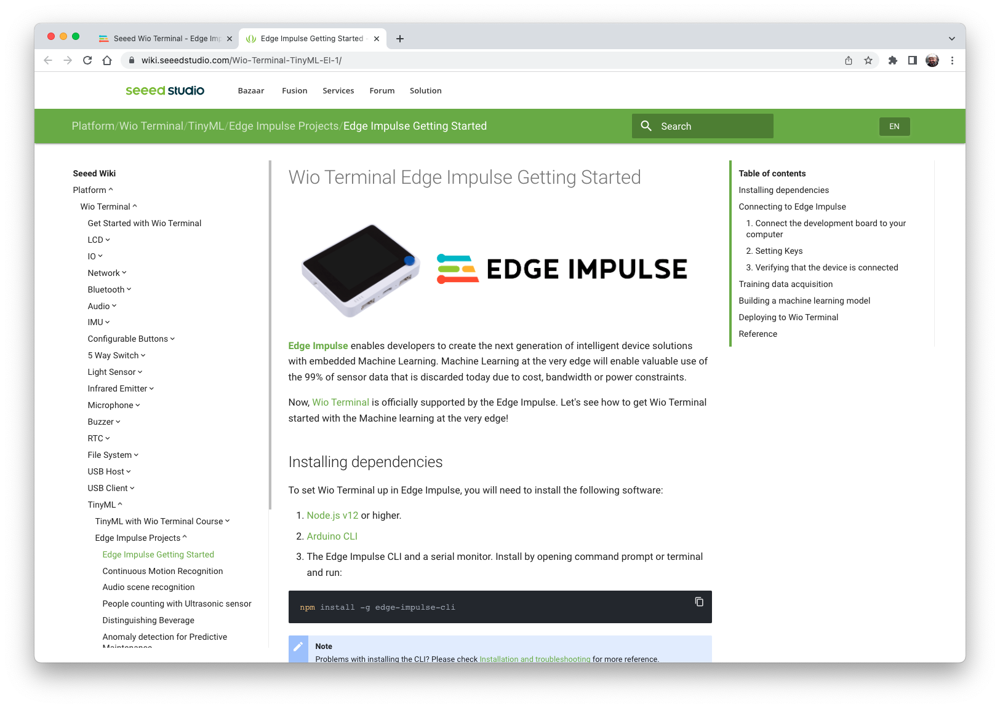 Seeed Wio Terminal - Edge Imp
Edge Impulse Getting Started -
wiki.seeedstudio.com/Wio-Terminal-TinyML-EI-1/
seeed studio
Bazaar
Fusion
Services
Forum
Solution
Platform/Wio Terminal/TinyML/Edge Impulse Projects/Edge Impulse Getting Started
Search
EN
Seeed Wiki
Platform
Wio Terminal
Get Started with Wio Terminal
LCD
IO
Network
Bluetooth
Audio
IMU
Configurable Buttons
5 Way Switch
Light Sensor
Infrared Emitter
Microphone
Buzzer
RTC
File System
USB Host
USB Client
TinyML
TinyML with Wio Terminal Course
Edge Impulse Projects
Edge Impulse Getting Started
Continuous Motion Recognition
Audio scene recognition
People counting with Ultrasonic sensor
Distinguishing Beverage
Anomaly detection for Predictive
Maintenance
Wio Terminal Edge Impulse Getting Started
EDGE IMPULSE
Edge Impulse enables developers to create the next generation of intelligent device solutions
with embedded Machine Learning. Machine Learning at the very edge will enable valuable use of
the 99% of sensor data that is discarded today due to cost, bandwidth or power constraints.
Now, Wio Terminal is officially supported by the Edge Impulse. Let's see how to get Wio Terminal
started with the Machine learning at the very edge!
Installing dependencies
To set Wio Terminal up in Edge Impulse, you will need to install the following software:
1. Node.js v12 or higher.
2. Arduino CLI
3. The Edge Impulse CLI and a serial monitor. Install by opening command prompt or terminal
and run:
npm install -g edge-impulse-cli
Note
Problems with installing the CLI? Please check Installation and troubleshooting for more reference.
Table of contents
Installing dependencies
Connecting to Edge Impulse
1. Connect the development board to your
computer
2. Setting Keys
3. Verifying that the device is connected
Training data acquisition
Building a machine learning model
Deploying to Wio Terminal
Reference